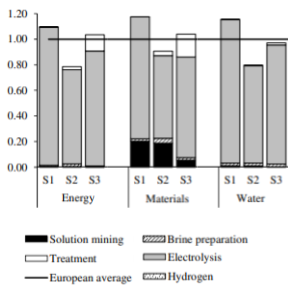 1.20
1.00
0.80
0.60
0.40
0.20
0.00
S1 S2 S3 S1 S2 S3 S1 S2 S3
Energy Materials Water
Solution mining Brine preparation
Treatment Electrolysis
European average Hydrogen